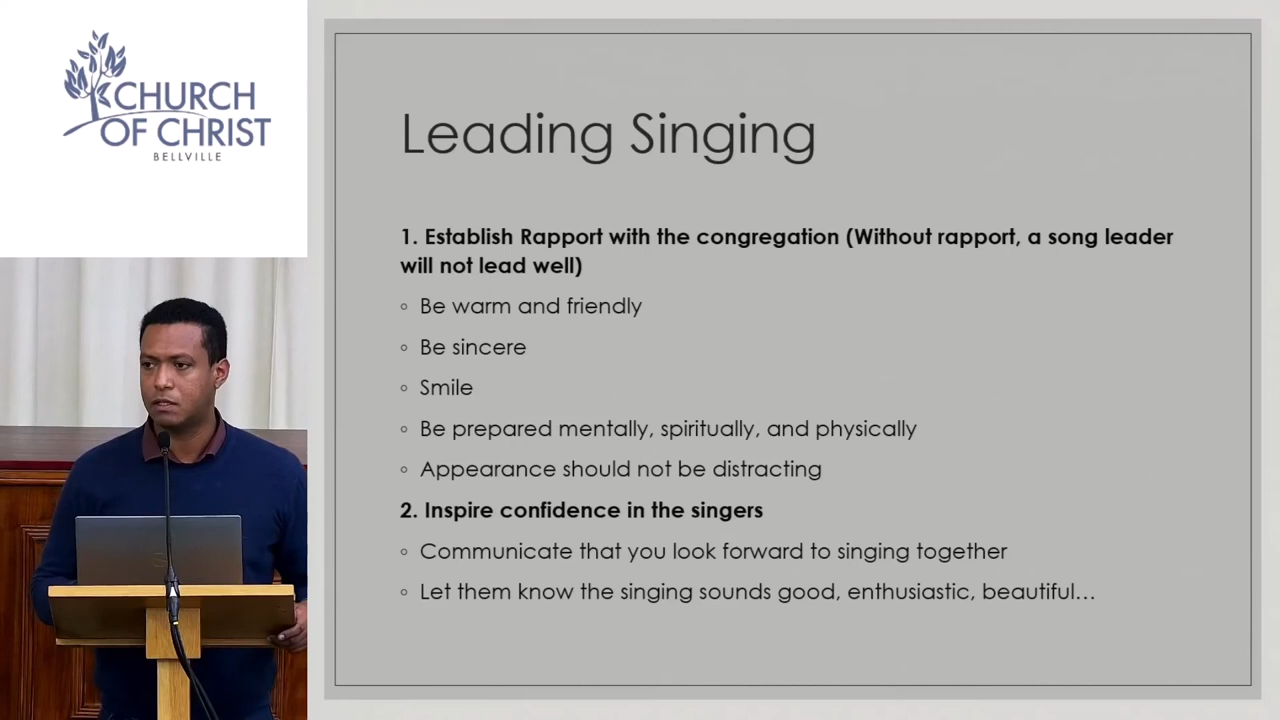 CHURCH
OF CHRIST
BELLVILLE
Leading Singing
1. Establish Rapport with the congregation (Without rapport, a song leader
will not lead well)
◦ Be warm and friendly
◦ Be sincere
◦ Smile
◦ Be prepared mentally, spiritually, and physically
◦ Appearance should not be distracting
2. Inspire confidence in the singers
◦ Communicate that you look forward to singing together
◦ Let them know the singing sounds good, enthusiastic, beautiful…